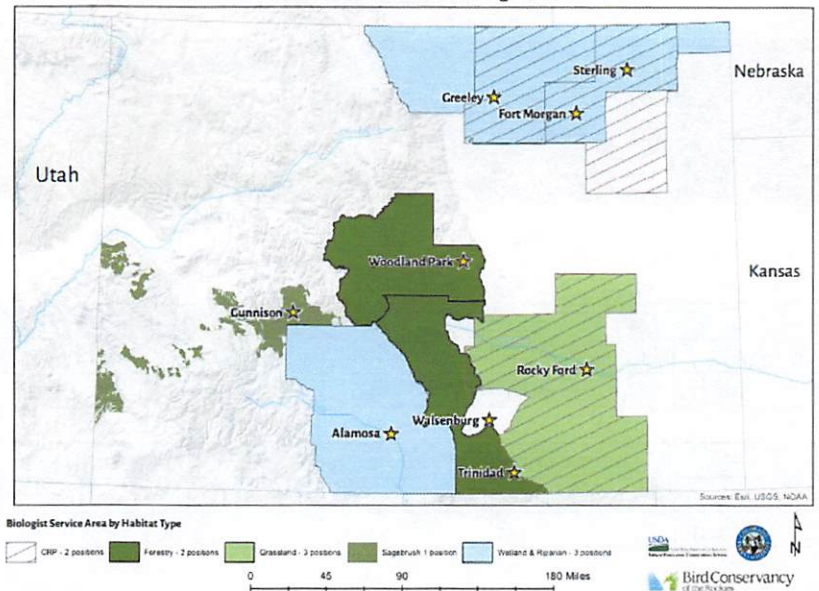 Nebraska
Sterling
Greeley
Fort Morgan
Utah
Woodland Park
Kansas
Gunnison
Rocky Ford
Walsenburg
Alamosa
Trinidad
Sources: Esri, USGS, NOAA
Biologist Service Area by Habitat Type
CRP - 2 positions
Forestry - 2 positions
Grassland - 3 positions
Sagebrush 1 position
Wetland & Riparian - 3 positions
USDA
N
0 45 90 180 Miles
Bird Conservancy
of the Rockies